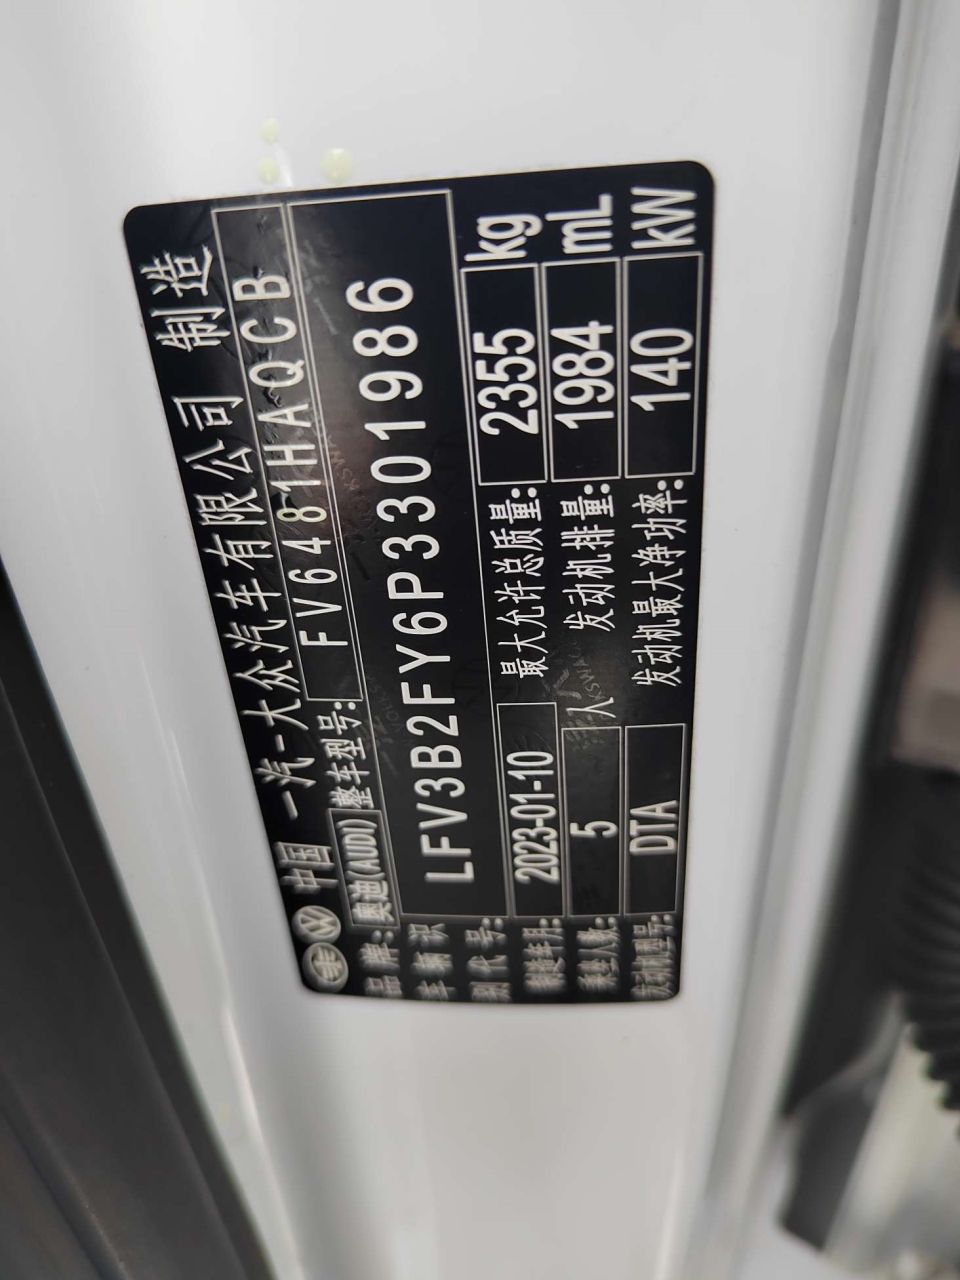 中国 一汽-大众汽车有限公司 制造
品牌: 奥迪(AUDI) 整车型号: FV6481HAQCB
车辆识别代号: LFV3B2FY6P3301986
制造年月: 2023-01-10 最大允许总质量: 2355 kg
乘坐人数: 5 人 发动机排量: 1984 mL
发动机型号: DTA 发动机最大净功率: 140 kW